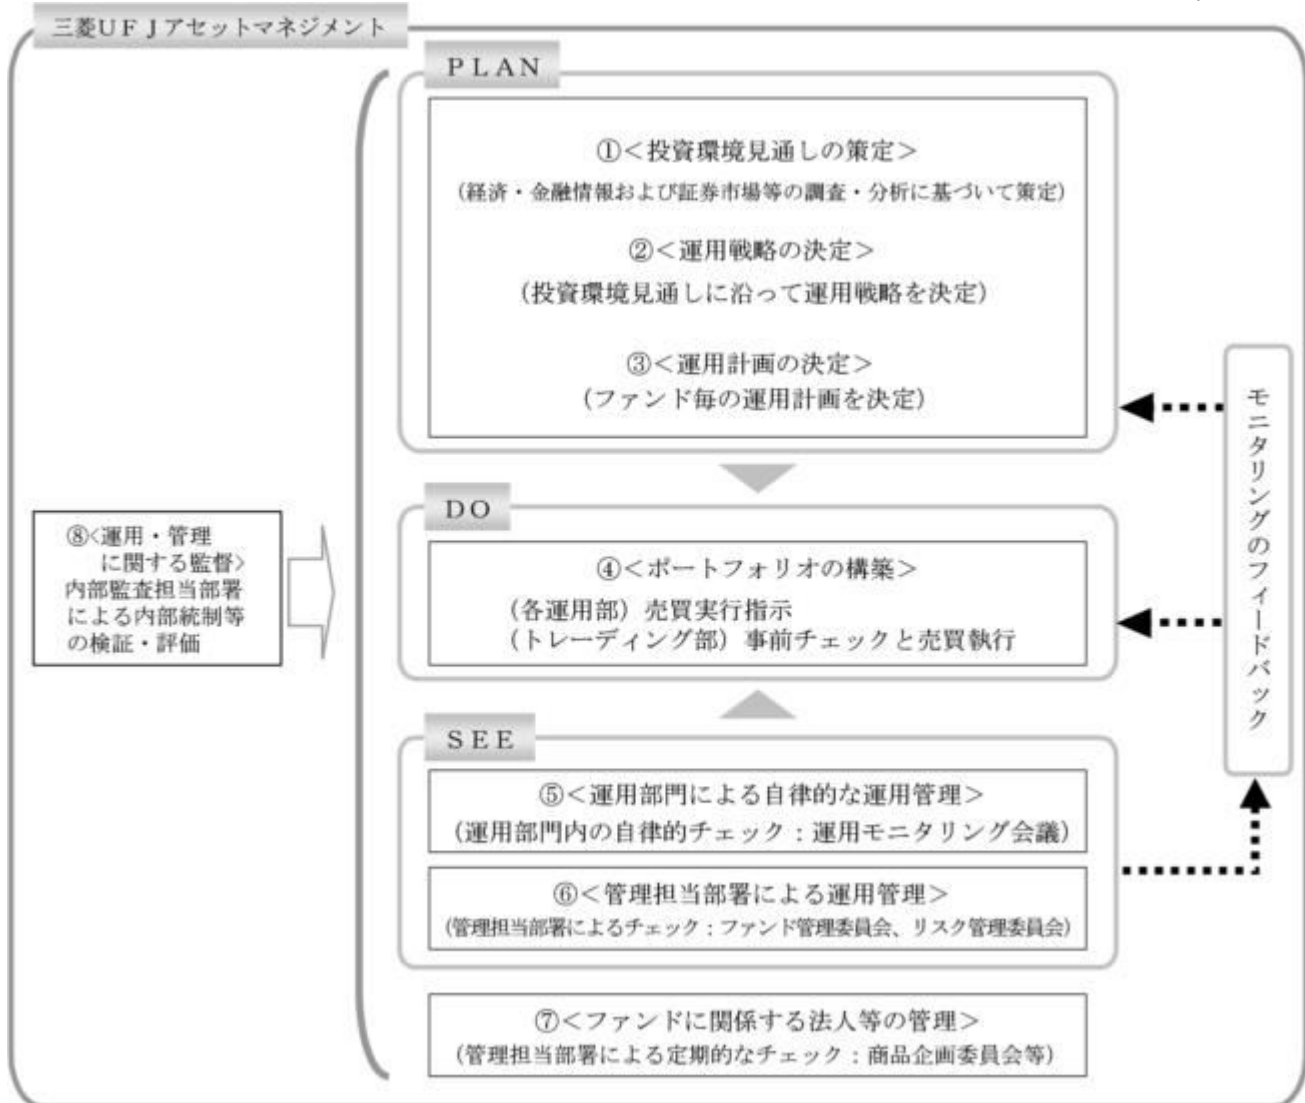 三菱ＵＦＪアセットマネジメント
ＰＬＡＮ
①＜投資環境見通しの策定＞
（経済・金融情報および証券市場等の調査・分析に基づいて策定）
②＜運用戦略の決定＞
（投資環境見通しに沿って運用戦略を決定）
③＜運用計画の決定＞
（ファンド毎の運用計画を決定）
ＤＯ
④＜ポートフォリオの構築＞
（各運用部）売買実行指示
（トレーディング部）事前チェックと売買執行
ＳＥＥ
⑤＜運用部門による自律的な運用管理＞
（運用部門内の自律的チェック：運用モニタリング会議）
⑥＜管理担当部署による運用管理＞
（管理担当部署によるチェック：ファンド管理委員会、リスク管理委員会）
⑦＜ファンドに関係する法人等の管理＞
（管理担当部署による定期的なチェック：商品企画委員会等）
⑧＜運用・管理
に関する監督＞
内部監査担当部署
による内部統制等
の検証・評価
モニタリングのフィードバック